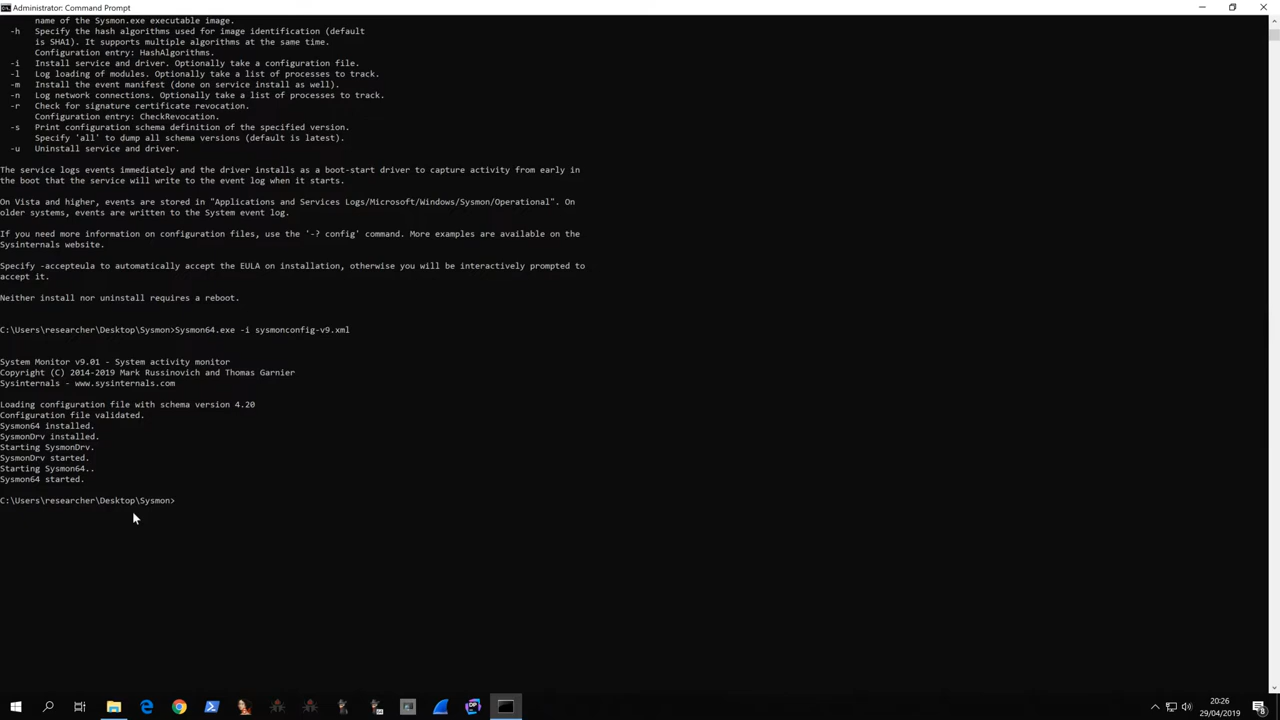 Administrator: Command Prompt
name of the Sysmon.exe executable image.
-h Specify the hash algorithms used for image identification (default
is SHA1). It supports multiple algorithms at the same time.
Configuration entry: HashAlgorithms.
-i Install service and driver. Optionally take a configuration file.
-l Log loading of modules. Optionally take a list of processes to track.
-m Install the event manifest (done on service install as well).
-n Log network connections. Optionally take a list of processes to track.
-r Check for signature certificate revocation.
Configuration entry: CheckRevocation.
-s Print configuration schema definition of the specified version.
Specify 'all' to dump all schema versions (default is latest).
-u Uninstall service and driver.
The service logs events immediately and the driver installs as a boot-start driver to capture activity from early in
the boot that the service will write to the event log when it starts.
On Vista and higher, events are stored in "Applications and Services Logs/Microsoft/Windows/Sysmon/Operational". On
older systems, events are written to the System event log.
If you need more information on configuration files, use the '-? config' command. More examples are available on the
Sysinternals website.
Specify -accepteula to automatically accept the EULA on installation, otherwise you will be interactively prompted to
accept it.
Neither install nor uninstall requires a reboot.
C:\Users\researcher\Desktop\Sysmon>Sysmon64.exe -i sysmonconfig-v9.xml
System Monitor v9.01 - System activity monitor
Copyright (C) 2014-2019 Mark Russinovich and Thomas Garnier
Sysinternals - www.sysinternals.com
Loading configuration file with schema version 4.20
Configuration file validated.
Sysmon64 installed.
SysmonDrv installed.
Starting SysmonDrv.
SysmonDrv started.
Starting Sysmon64..
Sysmon64 started.
C:\Users\researcher\Desktop\Sysmon>
20:26
29/04/2019
8